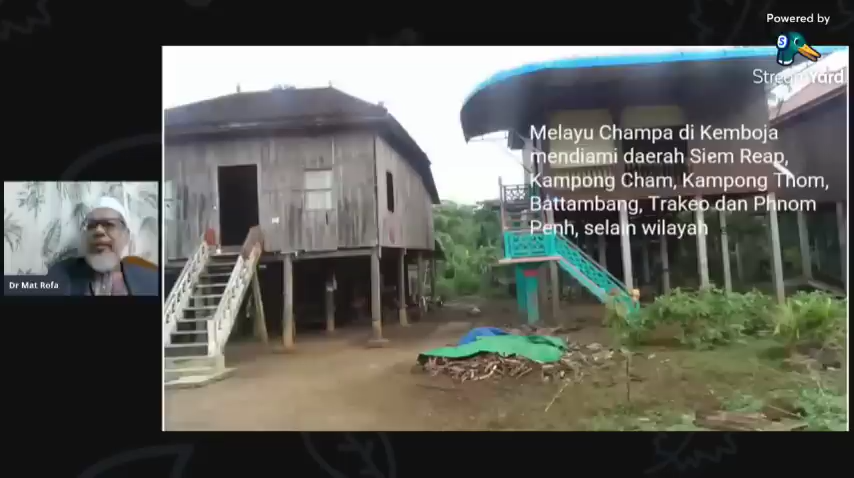 Powered by
StreamYard
Melayu Champa di Kemboja
mendiami daerah Siem Reap,
Kampong Cham, Kampong Thom,
Battambang, Trakeo dan Phnom
Penh, selain wilayah
Dr Mat Rofa